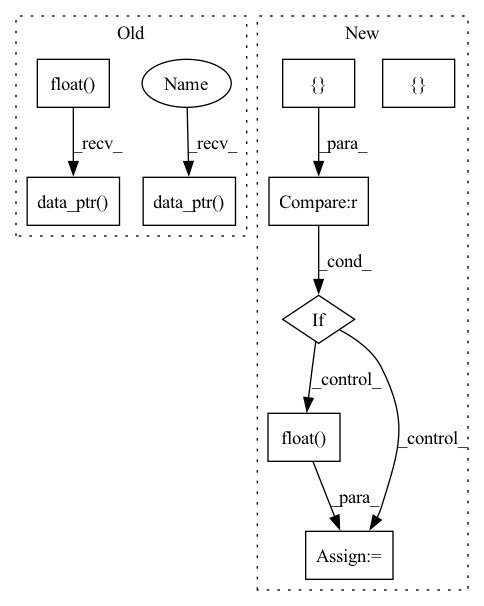 Old
New
float()
Name
{}
{}
_recv_
_recv_
_para_
data_ptr()
data_ptr()
Compare:r
_cond_
If
_control_
_control_
float()
_para_
Assign:=